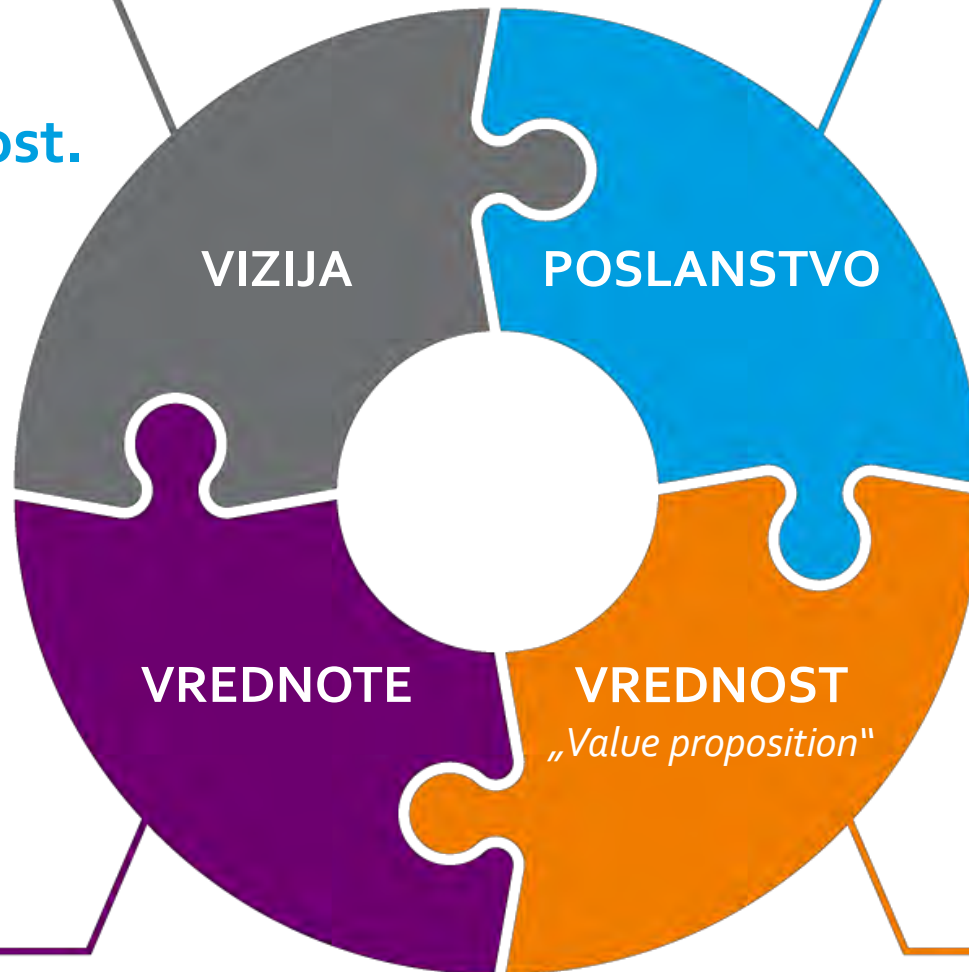 ost.
VIZIJA
POSLANSTVO
VREDNOTE
VREDNOST
„Value proposition“